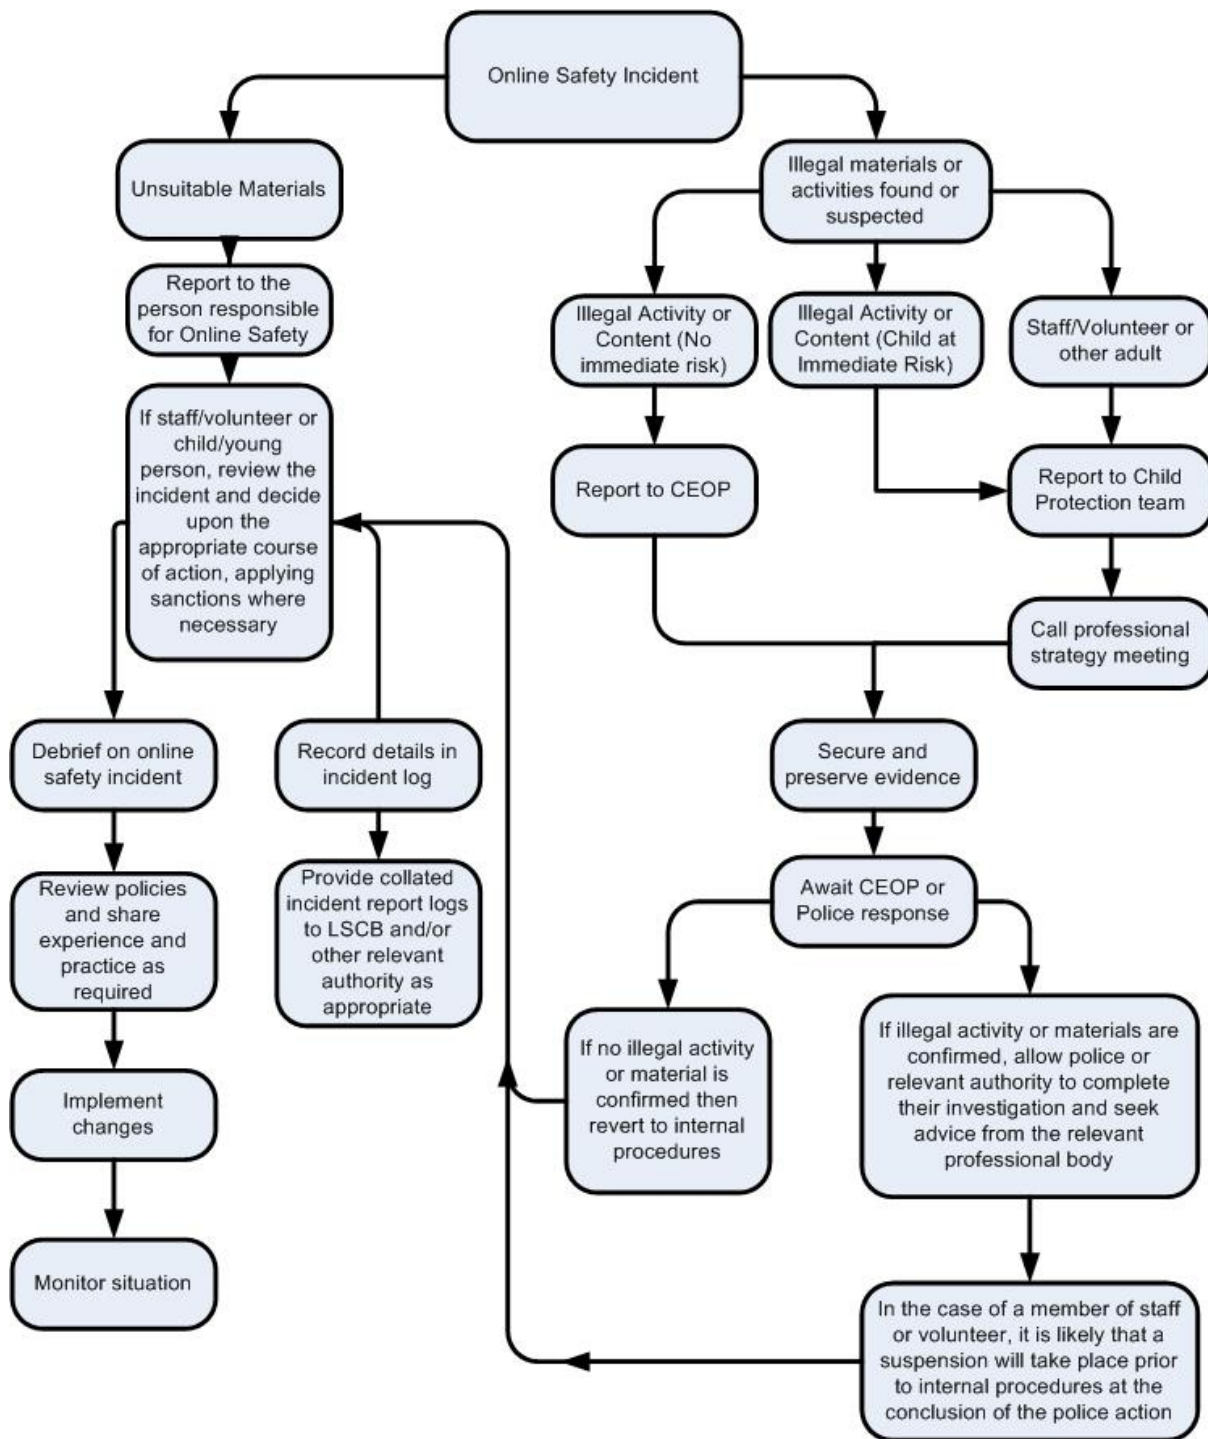 Online Safety Incident
Unsuitable Materials
Report to the
person responsible
for Online Safety
If staff/volunteer or
child/young
person, review the
incident and decide
upon the
appropriate course
of action, applying
sanctions where
necessary
Debrief on online
safety incident
Review policies
and share
experience and
practice as
required
Implement
changes
Monitor situation
Record details in
incident log
Provide collated
incident report logs
to LSCB and/or
other relevant
authority as
appropriate
Illegal materials or
activities found or
suspected
Illegal Activity or
Content (No
immediate risk)
Illegal Activity or
Content (Child at
Immediate Risk)
Staff/Volunteer or
other adult
Report to CEOP
Report to Child
Protection team
Call professional
strategy meeting
Secure and
preserve evidence
Await CEOP or
Police response
If no illegal activity
or material is
confirmed then
revert to internal
procedures
If illegal activity or materials are
confirmed, allow police or
relevant authority to complete
their investigation and seek
advice from the relevant
professional body
In the case of a member of staff
or volunteer, it is likely that a
suspension will take place prior
to internal procedures at the
conclusion of the police action